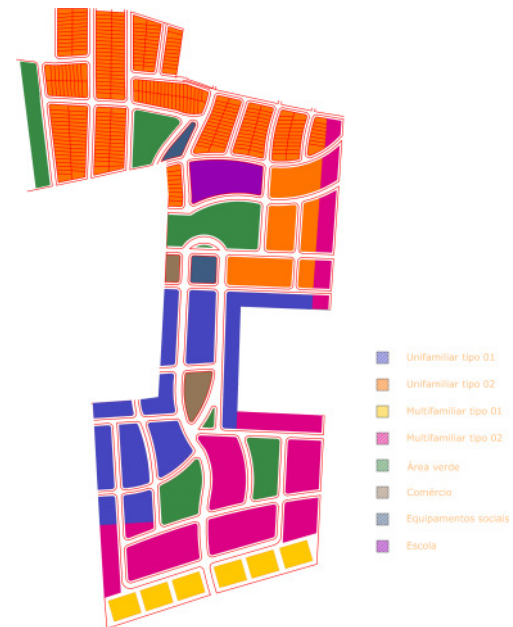 Unifamiliar tipo 01
Unifamiliar tipo 02
Multifamiliar tipo 01
Multifamiliar tipo 02
Área verde
Comércio
Equipamentos sociais
Escola